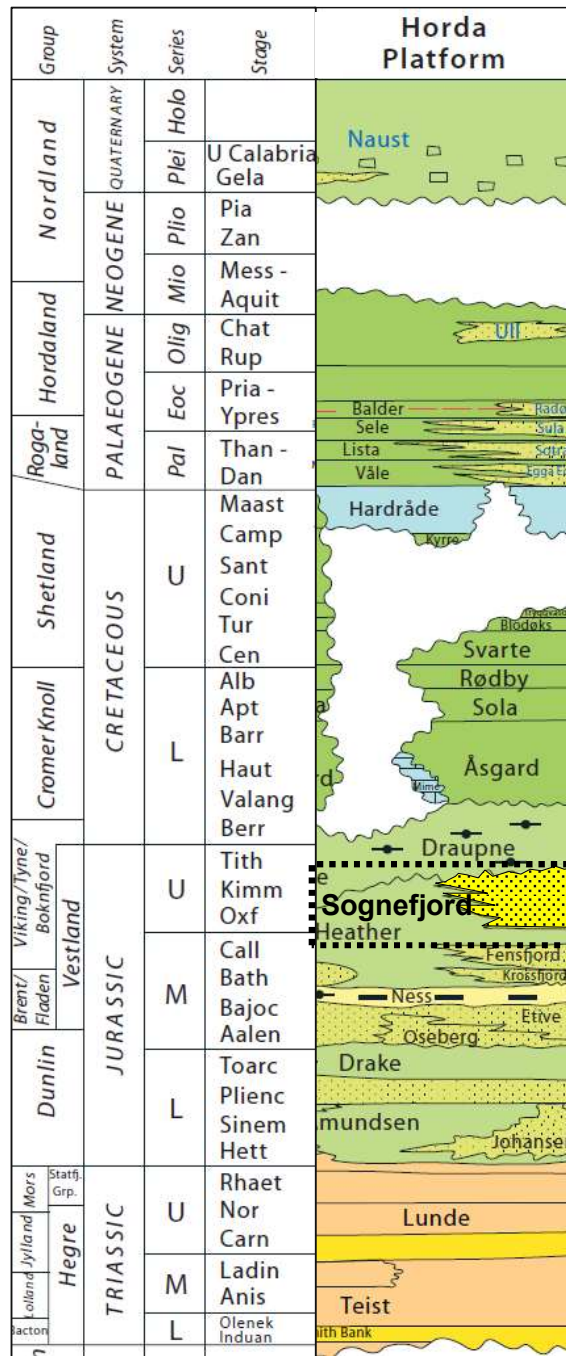 Group
System
Series
Stage
Horda
Platform
Nordland
Hordaland
Roga-
land
Shetland
Cromer Knoll
Viking/Tyne/
Boknfjord
Vestland
Brent/
Fladen
Dunlin
Mors
Statfj.
Grp.
Jylland
Hegre
Lolland
Bacton
QUATERNARY
NEOGENE
PALAEOGENE
CRETACEOUS
JURASSIC
TRIASSIC
Holo
Plei
Plio
Mio
Olig
Eoc
Pal
U
L
U
M
L
U
M
L
U Calabria
Gela
Pia
Zan
Mess -
Aquit
Chat
Rup
Pria -
Ypres
Than -
Dan
Maast
Camp
Sant
Coni
Tur
Cen
Alb
Apt
Barr
Haut
Valang
Berr
Tith
Kimm
Oxf
Call
Bath
Bajoc
Aalen
Toarc
Plienc
Sinem
Hett
Rhaet
Nor
Carn
Ladin
Anis
Olenek
Induan
Naust
Ull
Balder
Sele
Sula
Lista
Sotra
Våle
Egga
Hardråde
Kyrre
Blodøks
Svarte
Rødby
Sola
Åsgard
Mime
Draupne
Sognefjord
Heather
Fensfjord
Krossfjord
Ness
Etive
Oseberg
Drake
mundsen
Johansen
Lunde
Teist
ith Bank